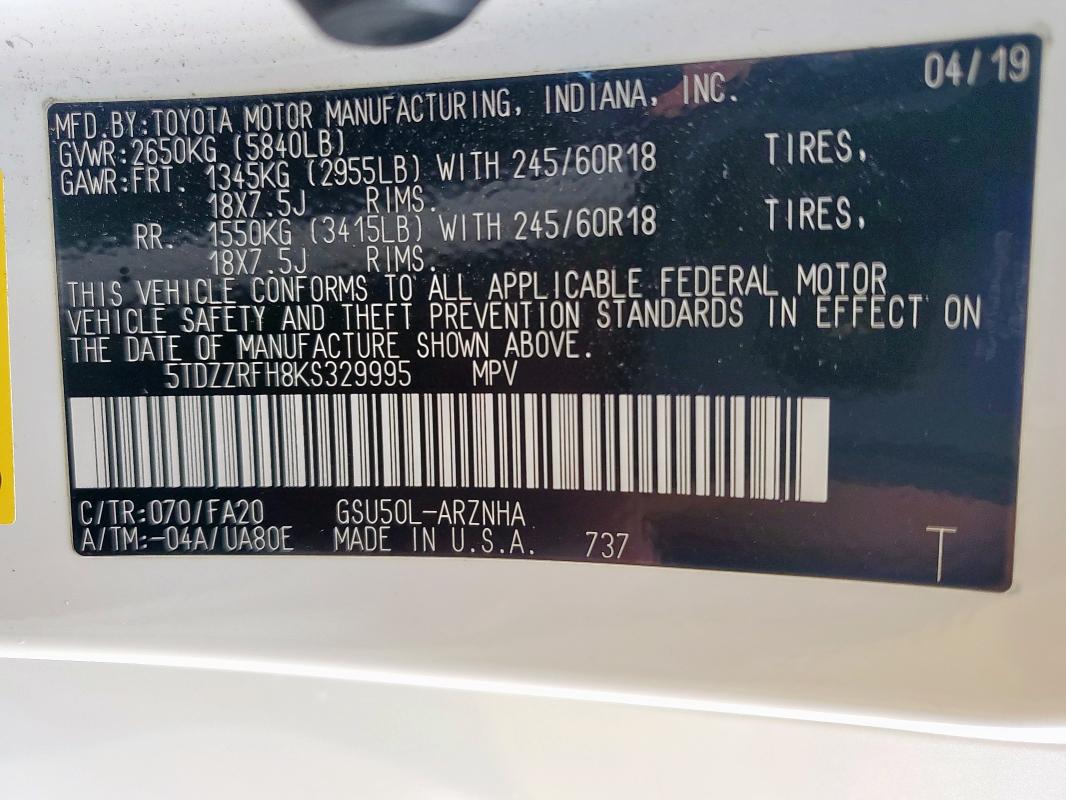 04/19
MFD.BY:TOYOTA MOTOR MANUFACTURING, INDIANA, INC.
GVWR:2650KG (5840LB)
GAWR:FRT. 1345KG (2955LB) WITH 245/60R18 TIRES,
18X7.5J RIMS.
RR. 1550KG (3415LB) WITH 245/60R18 TIRES,
18X7.5J RIMS.
THIS VEHICLE CONFORMS TO ALL APPLICABLE FEDERAL MOTOR
VEHICLE SAFETY AND THEFT PREVENTION STANDARDS IN EFFECT ON
THE DATE OF MANUFACTURE SHOWN ABOVE.
5TDZZRFH8KS329995 MPV
C/TR:070/FA20 GSU50L-ARZNHA
A/TM:-04A/UA80E MADE IN U.S.A. 737 T